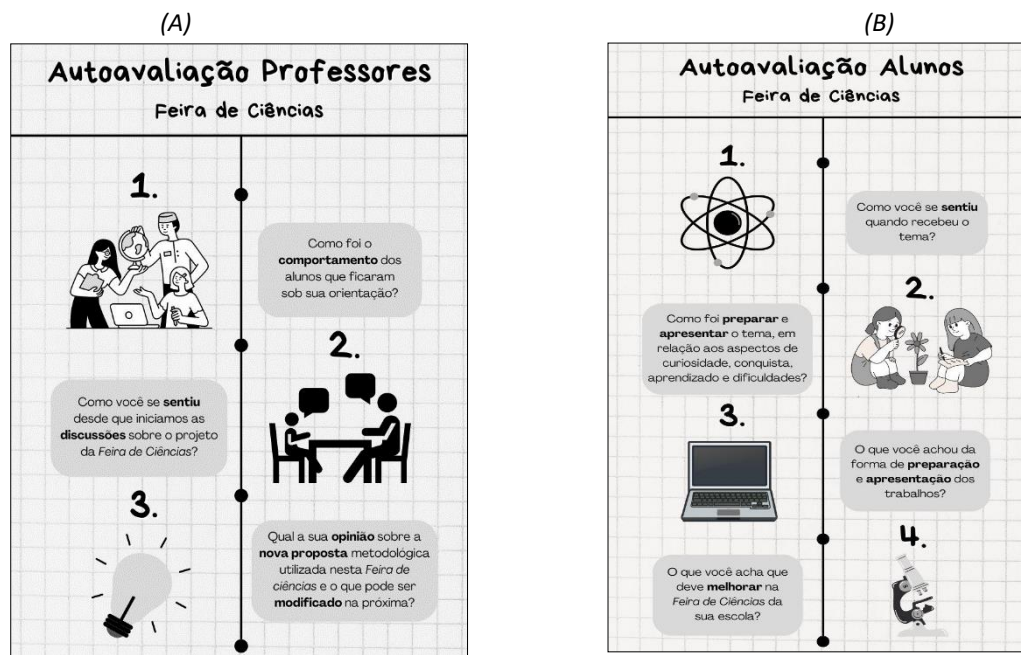 (A)
Autoavaliação Professores
Feira de Ciências
1.
Como foi o
comportamento dos
alunos que ficaram
sob sua orientação?
2.
Como você se sentiu
desde que iniciamos as
discussões sobre o projeto
da Feira de Ciências?
3.
Qual a sua opinião sobre a
nova proposta metodológica
utilizada nesta Feira de
ciências e o que pode ser
modificado na próxima?
(B)
Autoavaliação Alunos
Feira de Ciências
1.
Como você se sentiu
quando recebeu o
tema?
2.
Como foi preparar e
apresentar o tema, em
relação aos aspectos de
curiosidade, conquista,
aprendizado e dificuldades?
3.
O que você achou da
forma de preparação
e apresentação dos
trabalhos?
4.
O que você acha que
deve melhorar na
Feira de Ciências da
sua escola?